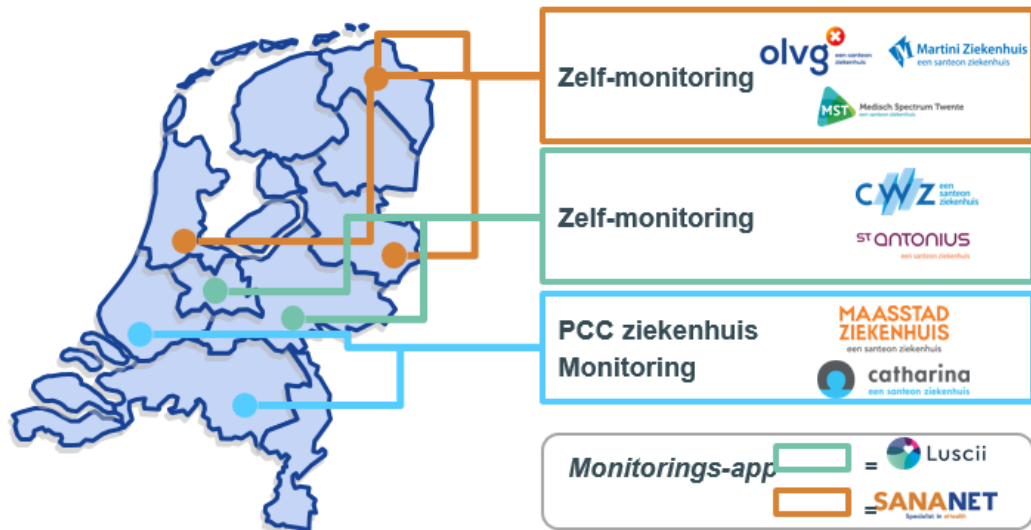 Zelf-monitoring
olvg
een santeon
ziekenhuis
Martini Ziekenhuis
een santeon ziekenhuis
MST
Medisch Spectrum Twente
een santeon ziekenhuis
Zelf-monitoring
CWZ
een
santeon
ziekenhuis
ST ANTONIUS
een santeon ziekenhuis
PCC ziekenhuis
Monitoring
MAASSTAD
ZIEKENHUIS
een santeon ziekenhuis
catharina
een santeon ziekenhuis
Monitorings-app
= Luscii
= SANANET
Specialist in eHealth